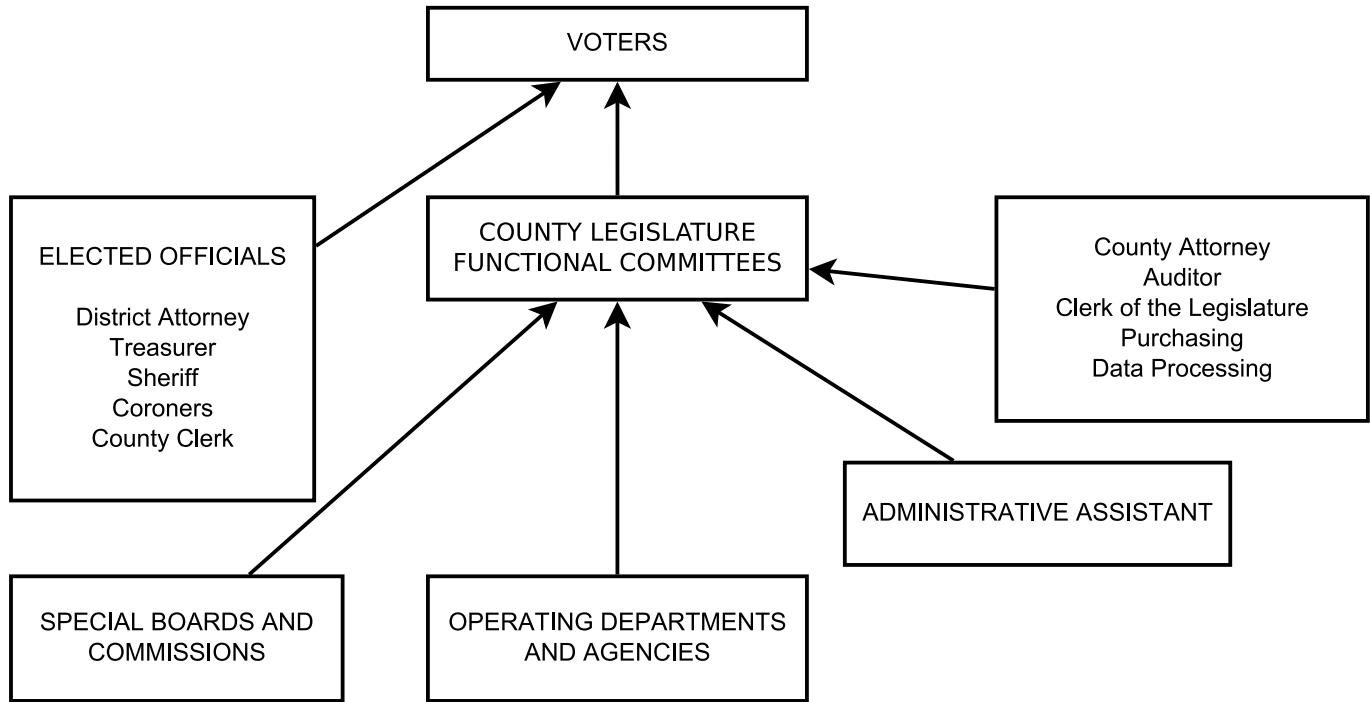 VOTERS
ELECTED OFFICIALS
District Attorney
Treasurer
Sheriff
Coroners
County Clerk
COUNTY LEGISLATURE
FUNCTIONAL COMMITTEES
County Attorney
Auditor
Clerk of the Legislature
Purchasing
Data Processing
ADMINISTRATIVE ASSISTANT
SPECIAL BOARDS AND
COMMISSIONS
OPERATING DEPARTMENTS
AND AGENCIES